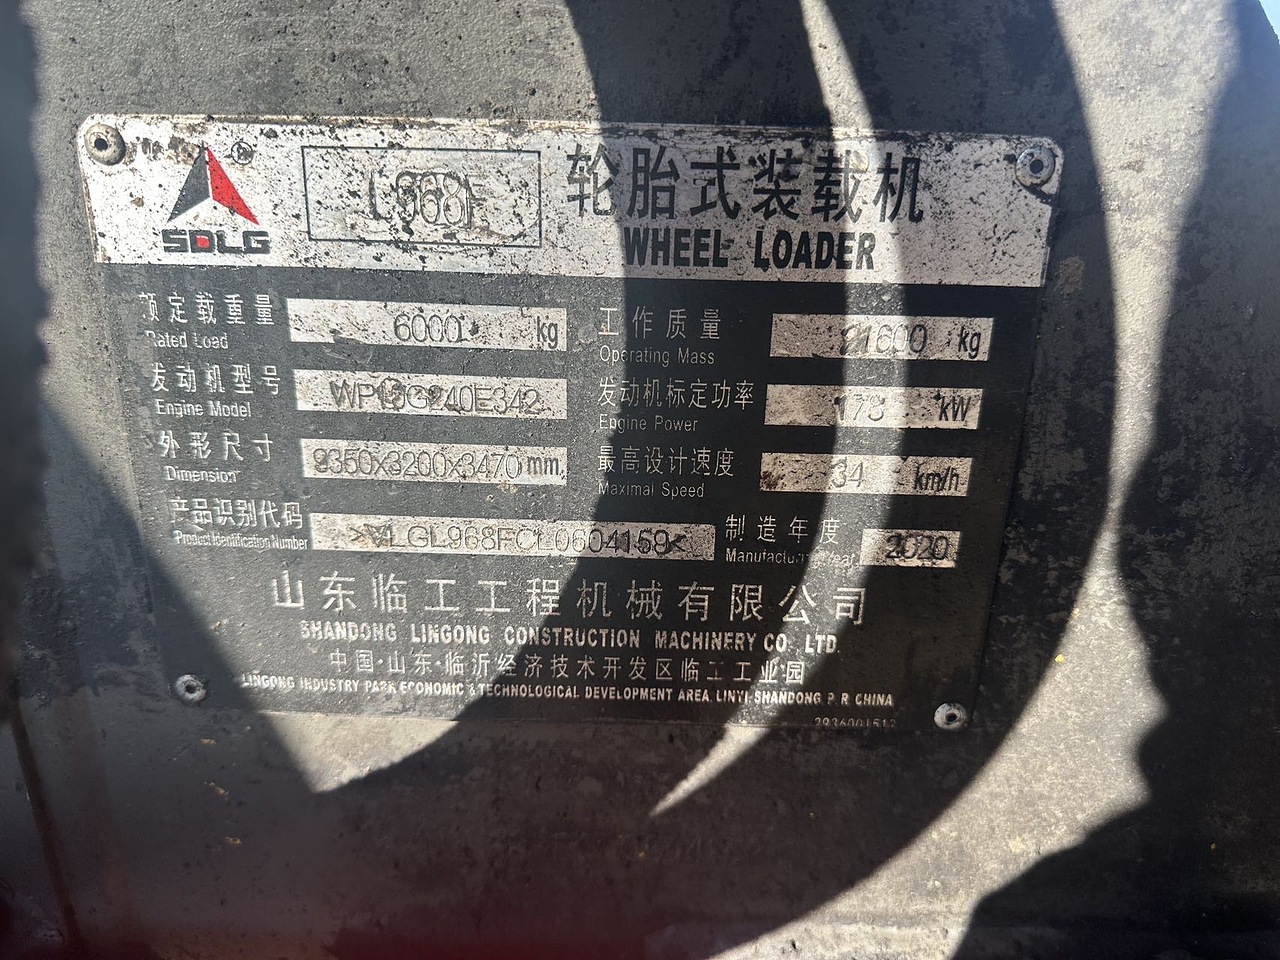 SDLG ® L968F 轮胎式装载机
WHEEL LOADER
额定载重量 6000 kg 工作质量 21600 kg
Rated Load Operating Mass
发动机型号 WP10G240E342 发动机标定功率 178 kW
Engine Model Engine Power
外形尺寸 9350x3200x3470 mm 最高设计速度 34 km/h
Dimension Maximal Speed
产品识别代码 制造年度 2020
Product Identification Number >VLGL968FCL0604159< Manufacture Year
山东临工工程机械有限公司
SHANDONG LINGONG CONSTRUCTION MACHINERY CO. LTD.
中国·山东·临沂经济技术开发区临工工业园
LINGONG INDUSTRY PARK ECONOMIC & TECHNOLOGICAL DEVELOPMENT AREA, LINYI, SHANDONG, P. R. CHINA